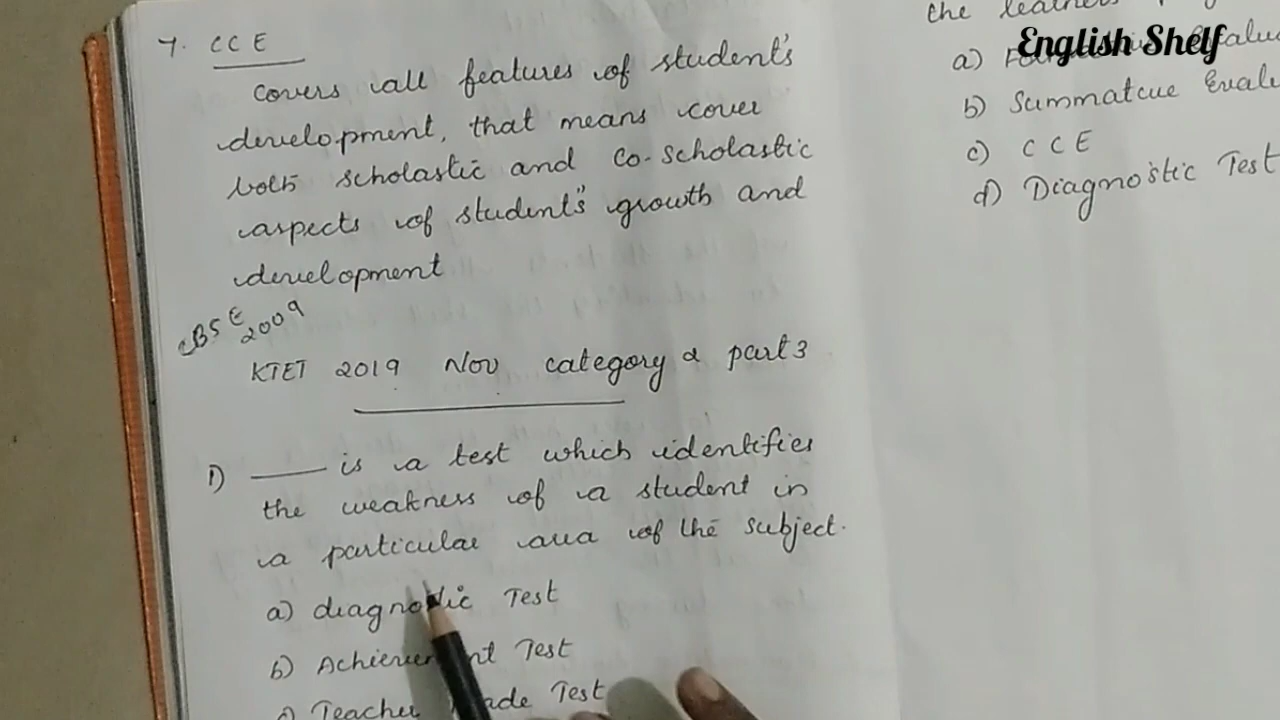 7. CCE
covers all features of student's
development, that means cover
both scholastic and co-scholastic
aspects of student's growth and
development
CBSE 2009
KTET 2019 Nov category 2 part 3
1) ____ is a test which identifies
the weakness of a student in
a particular area of the subject.
a) diagnostic Test
b) Achievement Test
c) Teacher Made Test
the
a)
b) Summative
c) CCE
d) Diagnostic Test
English Shelf